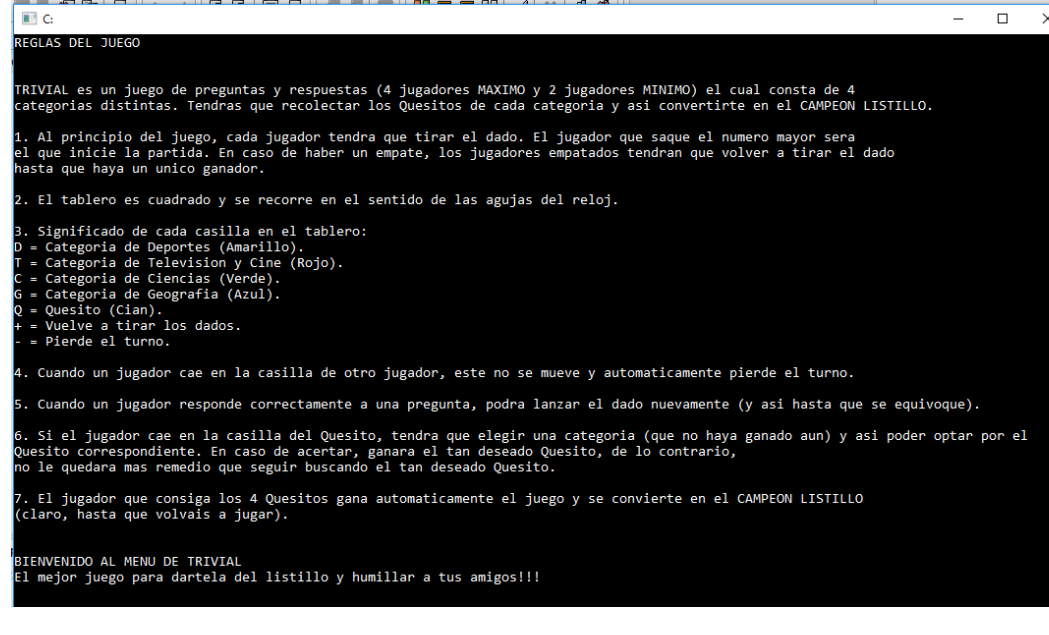 C:
REGLAS DEL JUEGO
TRIVIAL es un juego de preguntas y respuestas (4 jugadores MAXIMO y 2 jugadores MINIMO) el cual consta de 4
categorias distintas. Tendras que recolectar los Quesitos de cada categoria y asi convertirte en el CAMPEON LISTILLO.
1. Al principio del juego, cada jugador tendra que tirar el dado. El jugador que saque el numero mayor sera
el que inicie la partida. En caso de haber un empate, los jugadores empatados tendran que volver a tirar el dado
hasta que haya un unico ganador.
2. El tablero es cuadrado y se recorre en el sentido de las agujas del reloj.
3. Significado de cada casilla en el tablero:
D = Categoria de Deportes (Amarillo).
T = Categoria de Television y Cine (Rojo).
C = Categoria de Ciencias (Verde).
G = Categoria de Geografia (Azul).
Q = Quesito (Cian).
+ = Vuelve a tirar los dados.
- = Pierde el turno.
4. Cuando un jugador cae en la casilla de otro jugador, este no se mueve y automaticamente pierde el turno.
5. Cuando un jugador responde correctamente a una pregunta, podra lanzar el dado nuevamente (y asi hasta que se equivoque).
6. Si el jugador cae en la casilla del Quesito, tendra que elegir una categoria (que no haya ganado aun) y asi poder optar por el
Quesito correspondiente. En caso de acertar, ganara el tan deseado Quesito, de lo contrario,
no le quedara mas remedio que seguir buscando el tan deseado Quesito.
7. El jugador que consiga los 4 Quesitos gana automaticamente el juego y se convierte en el CAMPEON LISTILLO
(claro, hasta que volvais a jugar).
BIENVENIDO AL MENU DE TRIVIAL
El mejor juego para dartela del listillo y humillar a tus amigos!!!